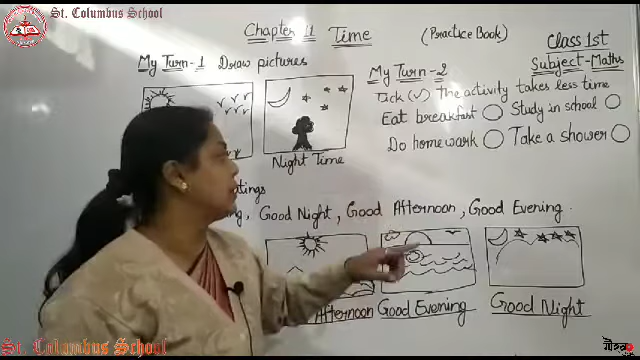 St. Columbus School
Chapter 11 Time (Practice Book)
Class 1st
Subject-Maths
My Turn-1 Draw pictures
Night Time
My Turn-2
Tick (✓) The activity takes less time
Eat breakfast Study in school
Do homework Take a shower
Good Night, Good Afternoon, Good Evening.
Afternoon Good Evening Good Night
St. Columbus School